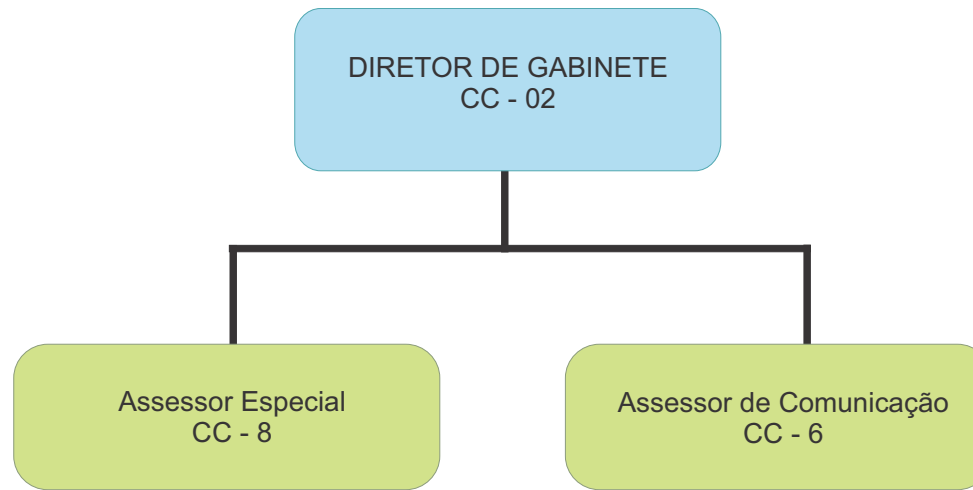 DIRETOR DE GABINETE
CC - 02
Assessor Especial
CC - 8
Assessor de Comunicação
CC - 6